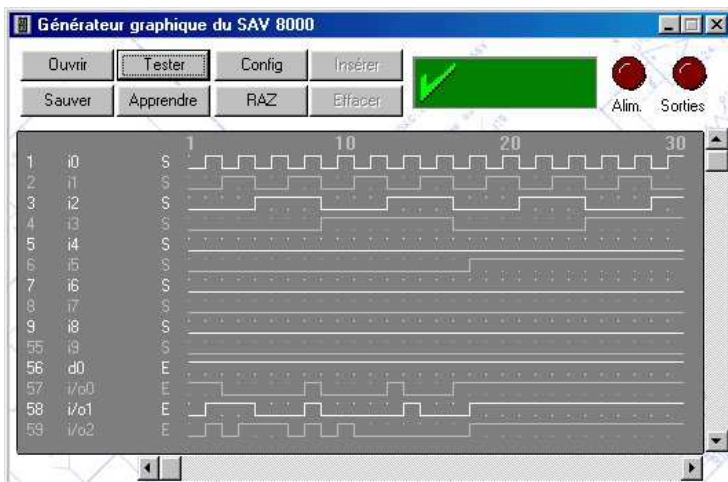 Générateur graphique du SAV 8000
Ouvrir Tester Config Insérer
Sauver Apprendre RAZ Effacer
Alim. Sorties
1 10 20 30
1 i0 S
2 i1 S
3 i2 S
4 i3 S
5 i4 S
6 i5 S
7 i6 S
8 i7 S
9 i8 S
55 i9 S
56 d0 E
57 i/o0 E
58 i/o1 E
59 i/o2 E